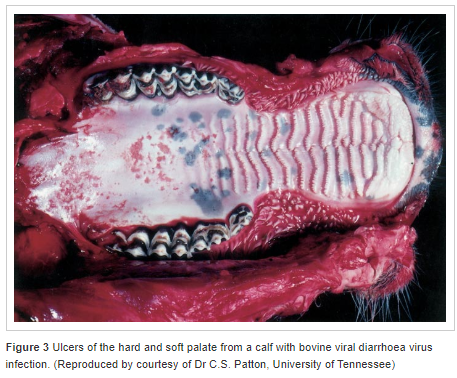 Figure 3 Ulcers of the hard and soft palate from a calf with bovine viral diarrhoea virus
infection. (Reproduced by courtesy of Dr C.S. Patton, University of Tennessee)